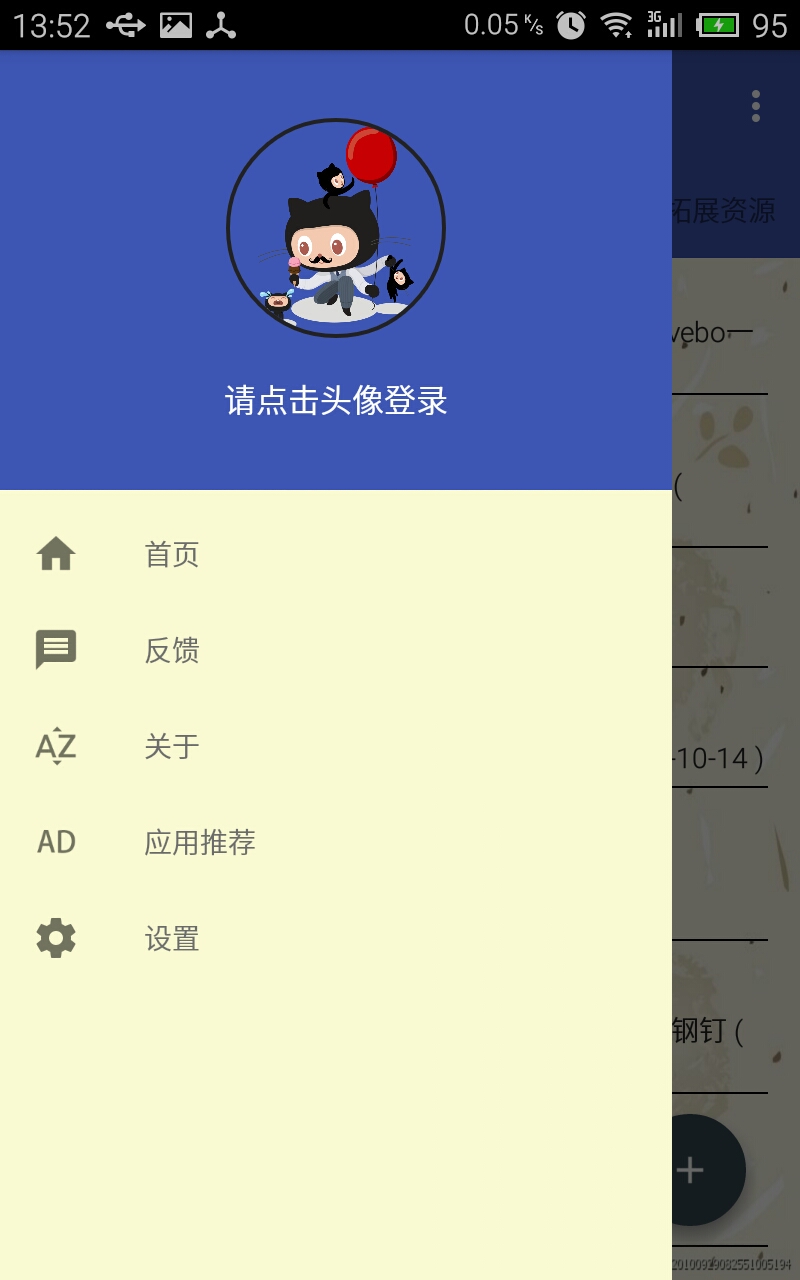 13:52 0.05 K/s 3G 95
拓展资源
vebo一
请点击头像登录
(
首页
反馈
AZ 关于
-10-14 )
AD 应用推荐
设置
钢钉 (
+
20100929082551005194